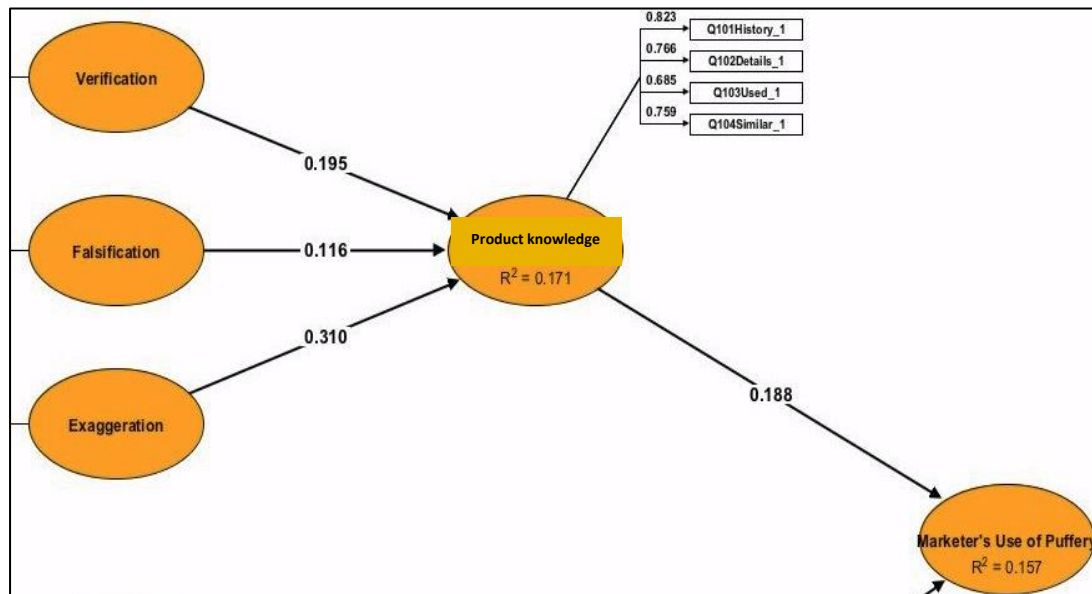 0.823
Q101History_1
0.766
Q102Details_1
0.685
Q103Used_1
0.759
Q104Similar_1
Verification
0.195
Falsification
0.116
Product knowledge
R² = 0.171
0.310
Exaggeration
0.188
Marketer's Use of Puffery
R² = 0.157